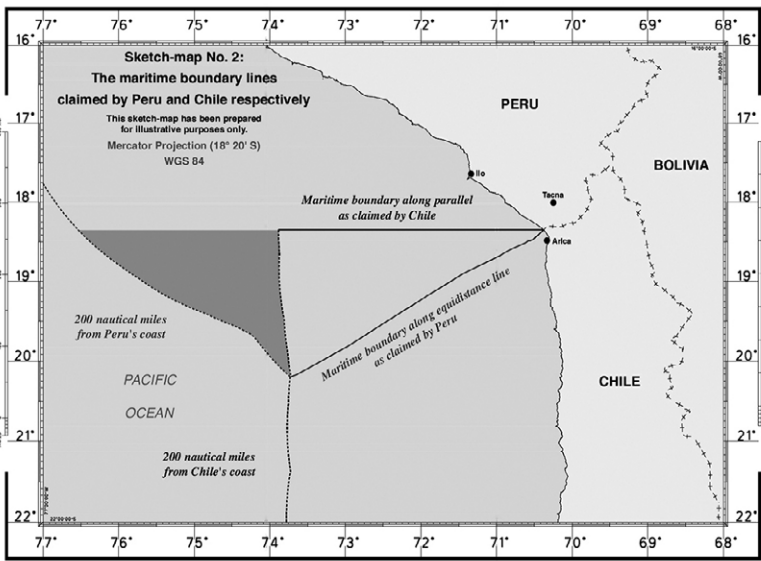 77° 76° 75° 74° 73° 72° 71° 70° 69° 68°
16° 16°
Sketch-map No. 2:
The maritime boundary lines
claimed by Peru and Chile respectively
This sketch-map has been prepared
for illustrative purposes only.
Mercator Projection (18° 20' S)
WGS 84
PERU
17° 17°
BOLIVIA
Ilo
18° 18°
Tacna
Maritime boundary along parallel
as claimed by Chile
Arica
19° 19°
Maritime boundary along equidistance line
as claimed by Peru
200 nautical miles
from Peru's coast
20° 20°
PACIFIC
OCEAN
CHILE
21° 21°
200 nautical miles
from Chile's coast
22° 22°
77° 76° 75° 74° 73° 72° 71° 70° 69° 68°